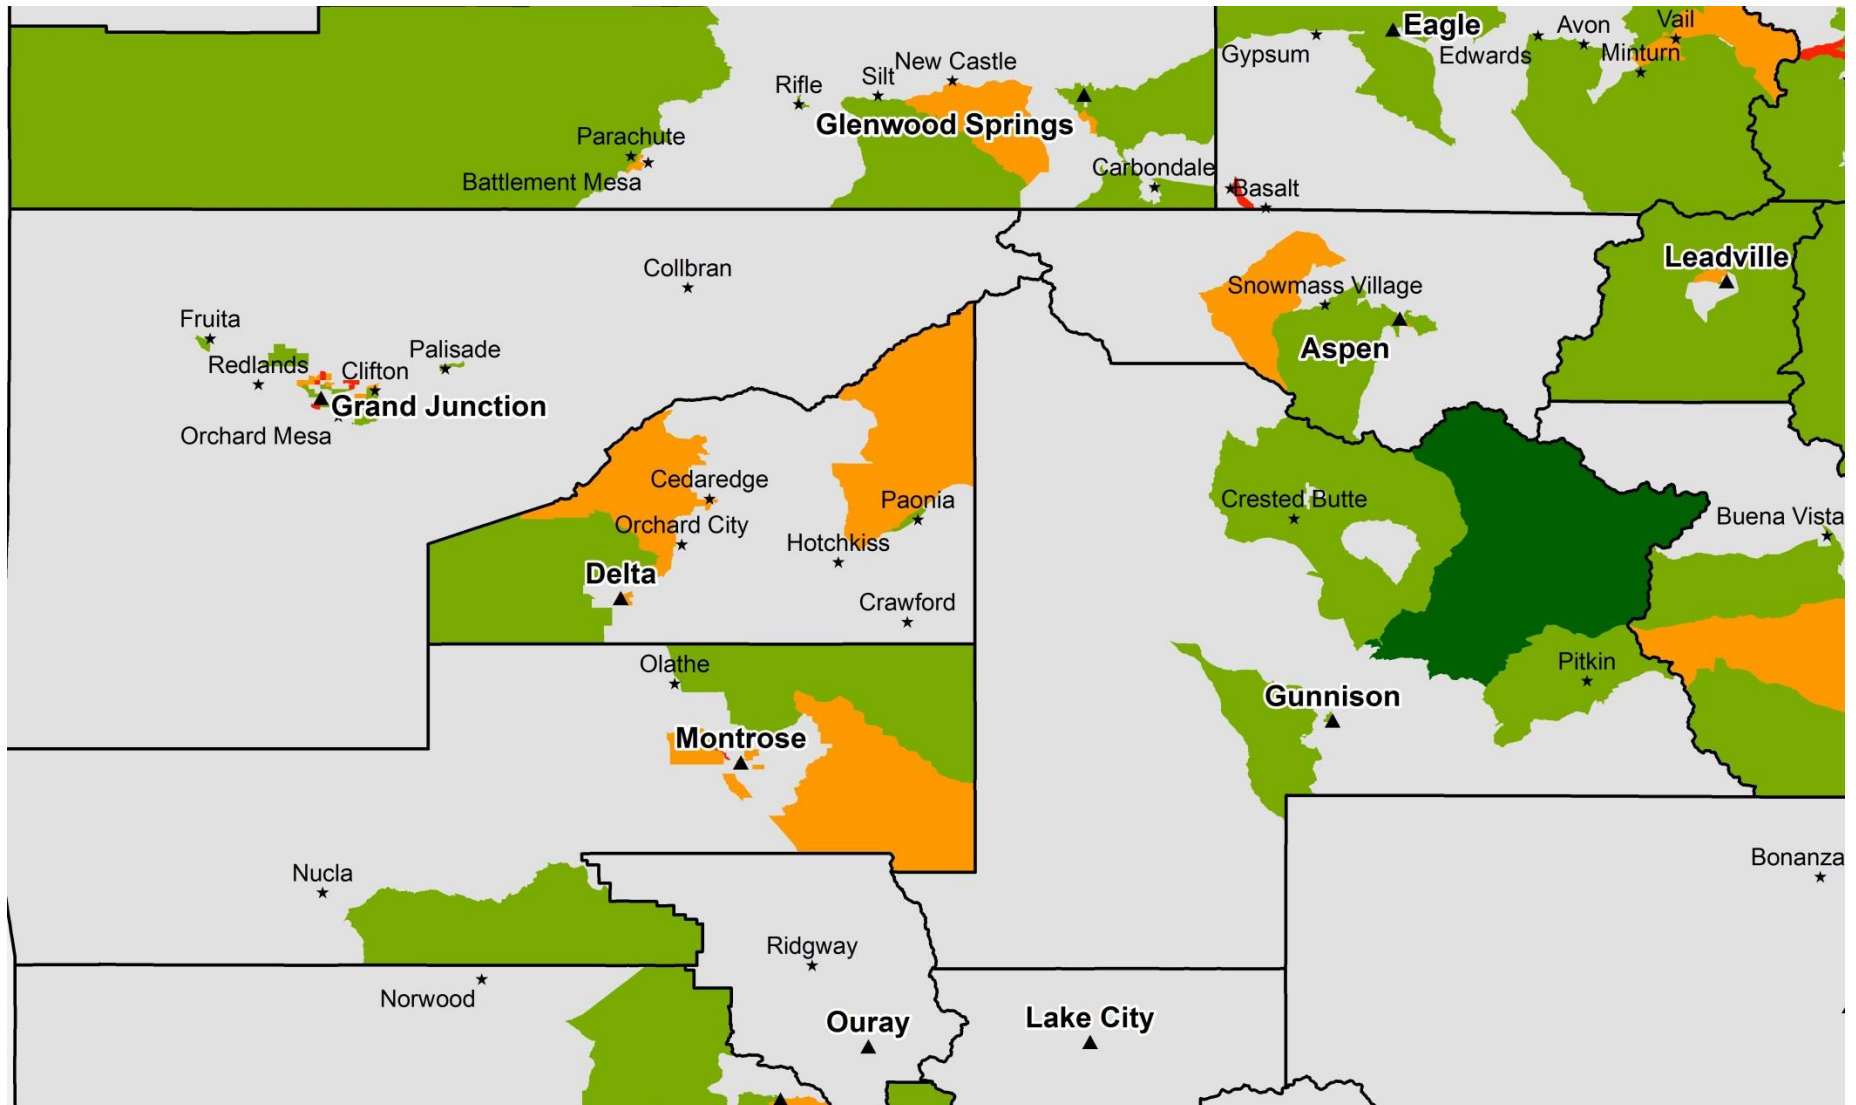 Eagle
Avon
Vail
Gypsum
Edwards
Minturn
New Castle
Silt
Rifle
Glenwood Springs
Parachute
Battlement Mesa
Carbondale
Basalt
Collbran
Leadville
Snowmass Village
Fruita
Aspen
Redlands
Clifton
Palisade
Grand Junction
Orchard Mesa
Cedaredge
Paonia
Crested Butte
Orchard City
Buena Vista
Hotchkiss
Delta
Crawford
Olathe
Pitkin
Gunnison
Montrose
Nucla
Bonanza
Ridgway
Norwood
Ouray
Lake City